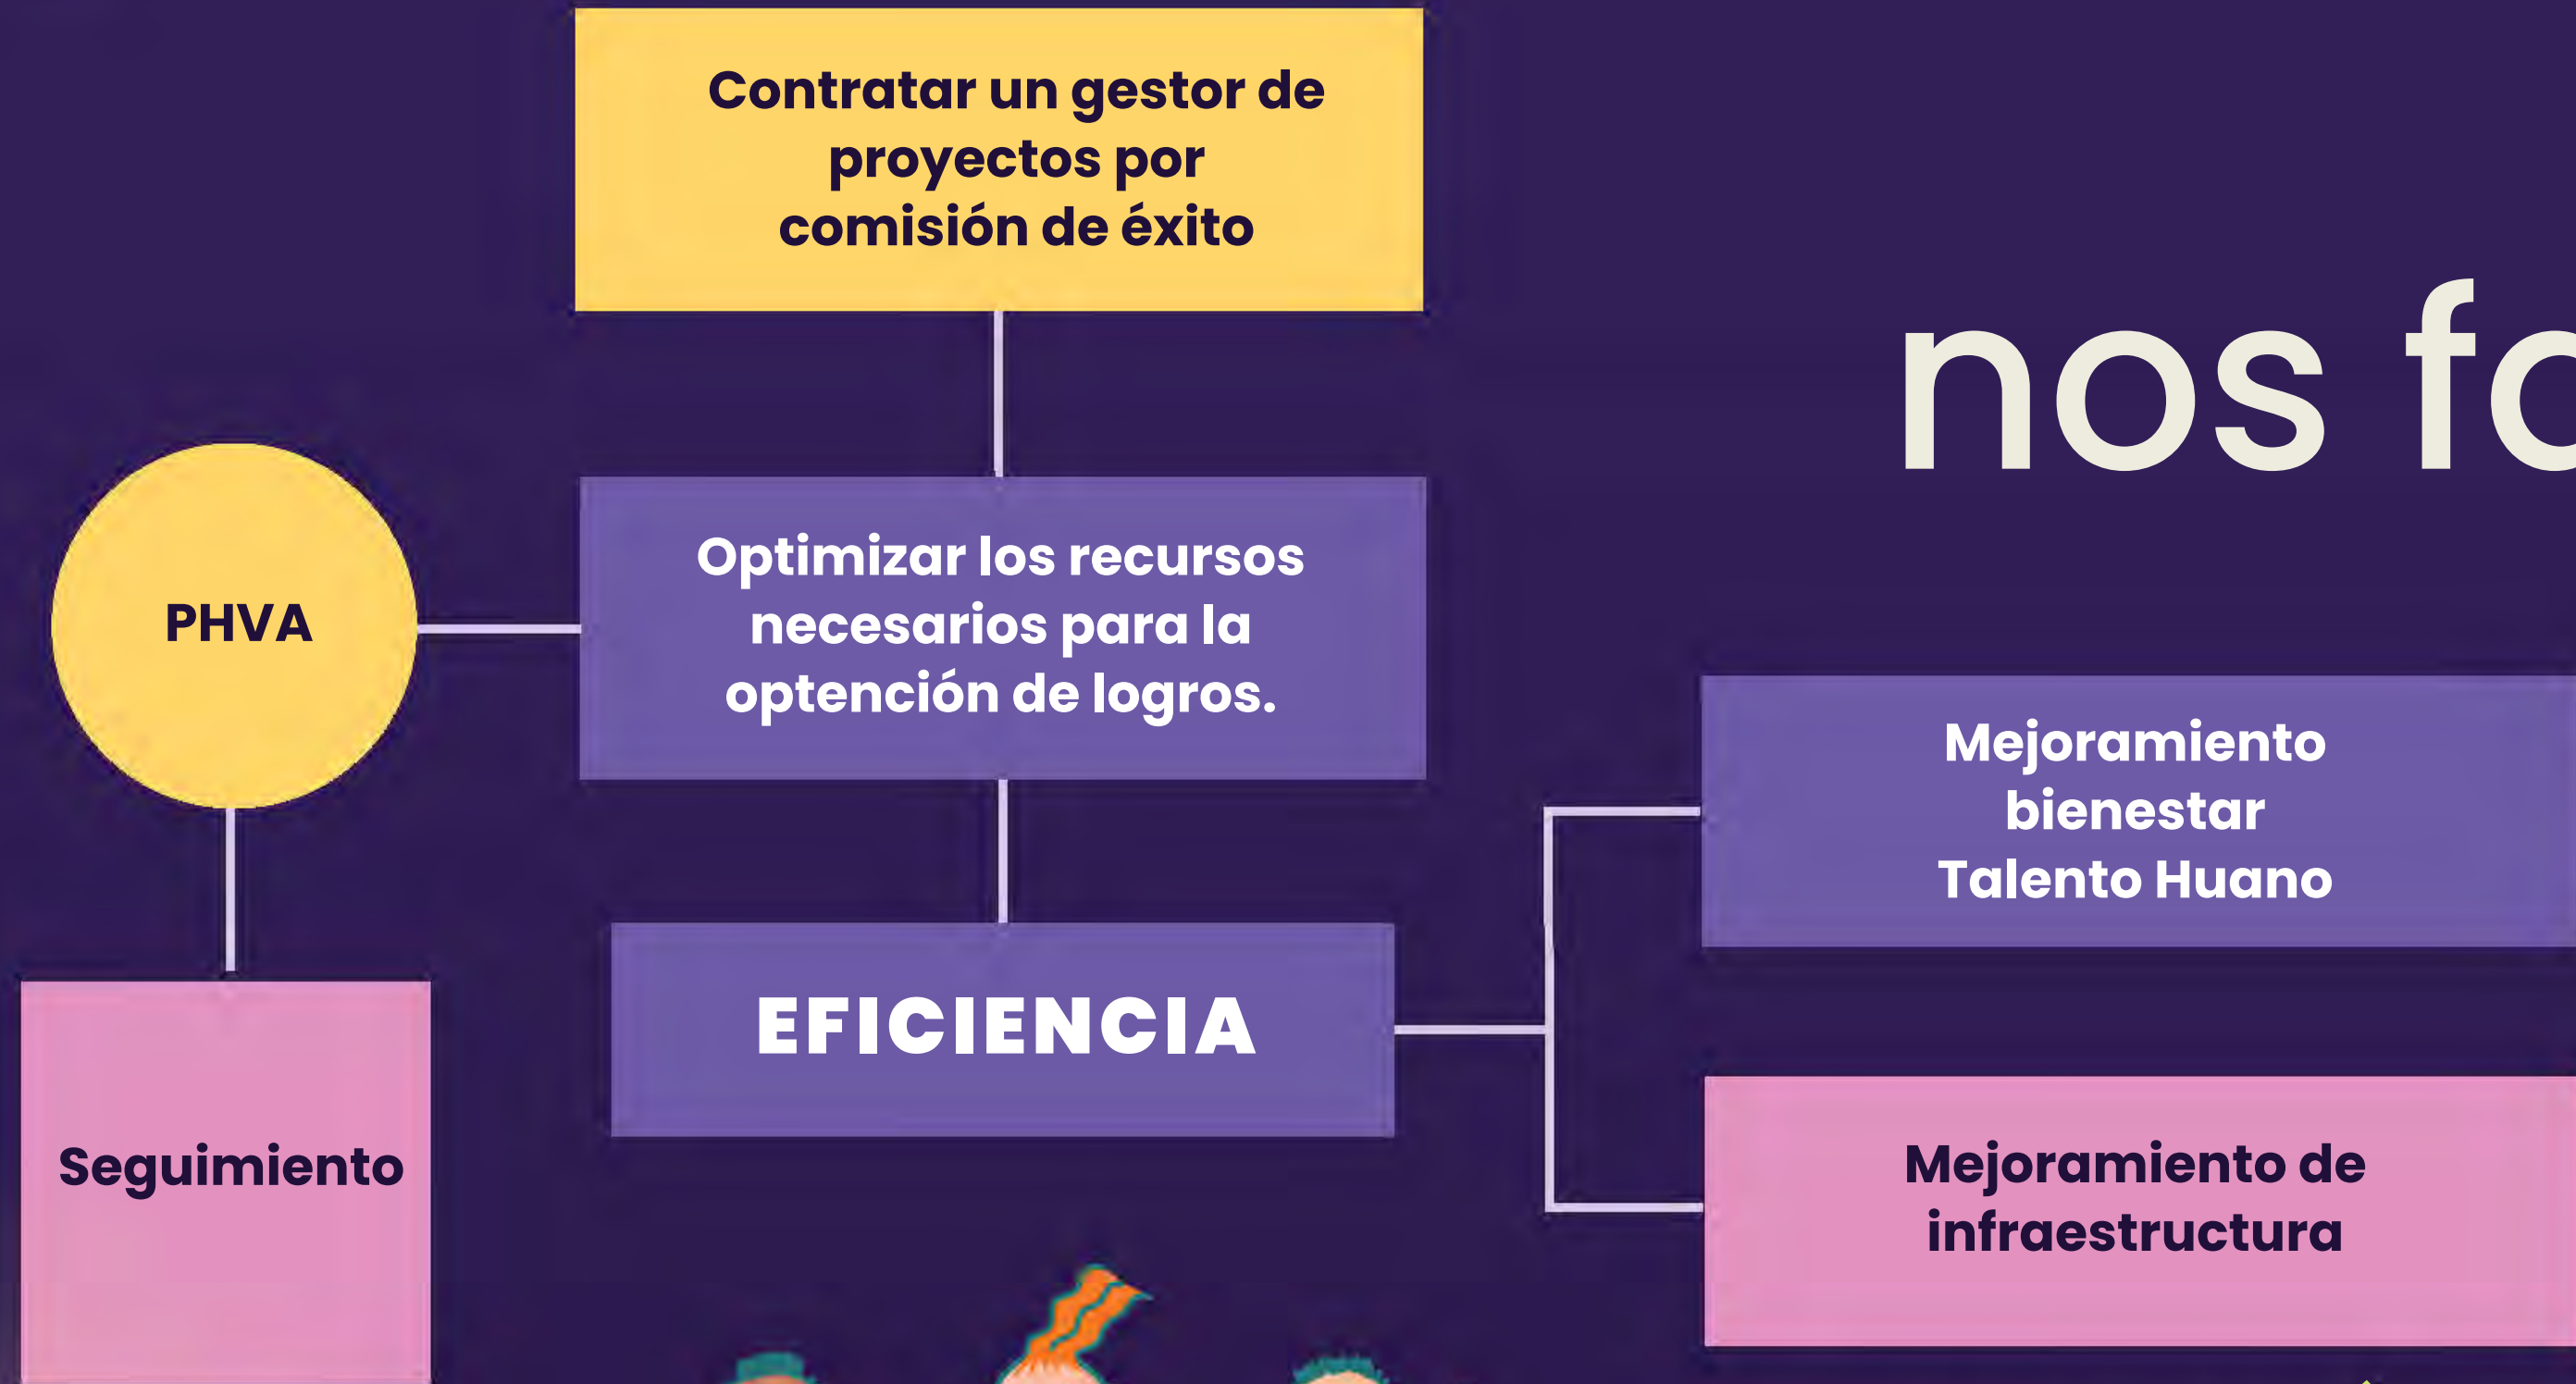 Contratar un gestor de
proyectos por
comisión de éxito
nos
PHVA
Optimizar los recursos
necesarios para la
optención de logros.
Mejoramiento
bienestar
Talento Huano
EFICIENCIA
Seguimiento
Mejoramiento de
infraestructura